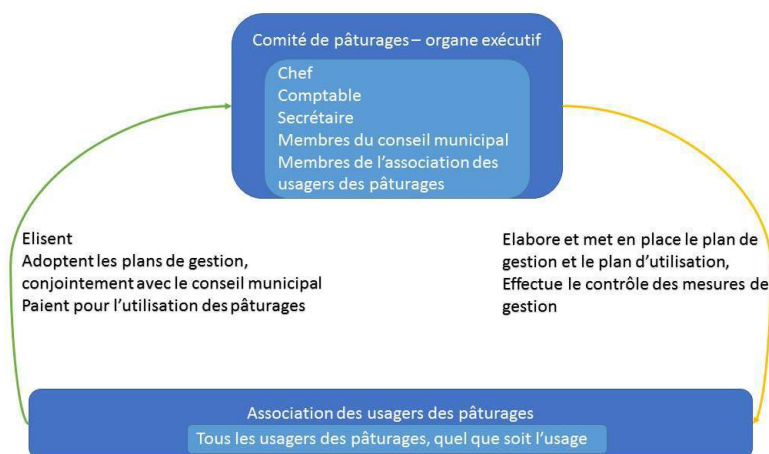 Comité de pâturages – organe exécutif
Chef
Comptable
Secrétaire
Membres du conseil municipal
Membres de l'association des
usagers des pâturages
Elisent
Adoptent les plans de gestion,
conjointement avec le conseil municipal
Paient pour l'utilisation des pâturages
Elabore et met en place le plan de
gestion et le plan d'utilisation,
Effectue le contrôle des mesures de
gestion
Association des usagers des pâturages
Tous les usagers des pâturages, quel que soit l'usage